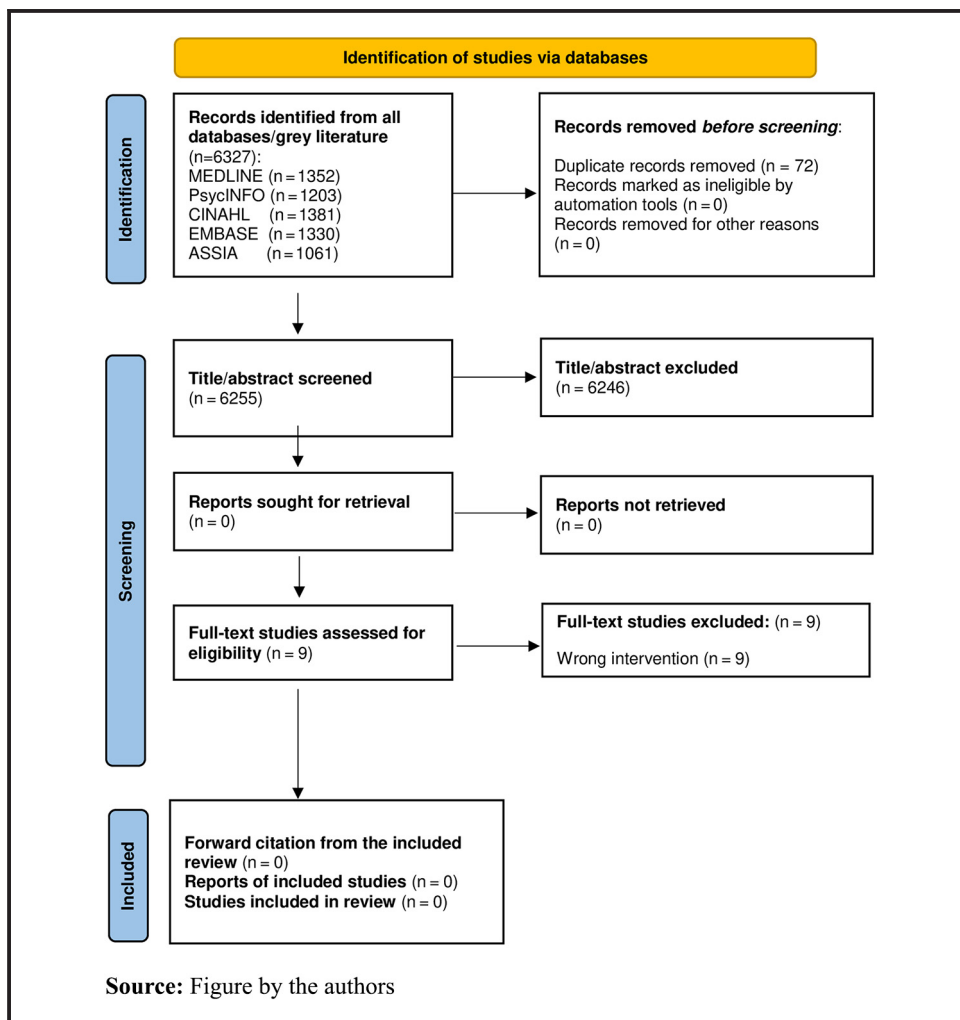 Identification of studies via databases
Identification
Records identified from all
databases/grey literature
(n=6327):
MEDLINE (n=1352)
PsycINFO (n=1203)
CINAHL (n=1381)
EMBASE (n=1330)
ASSIA (n=1061)
Records removed before screening:
Duplicate records removed (n = 72)
Records marked as ineligible by
automation tools (n=0)
Records removed for other reasons
(n=0)
Screening
Title/abstract screened
(n = 6255)
Title/abstract excluded
(n = 6246)
Reports sought for retrieval
(n = 0)
Reports not retrieved
(n = 0)
Full-text studies assessed for
eligibility (n = 9)
Full-text studies excluded: (n = 9)
Wrong intervention (n = 9)
Included
Forward citation from the included
review (n = 0)
Reports of included studies (n = 0)
Studies included in review (n = 0)
Source: Figure by the authors